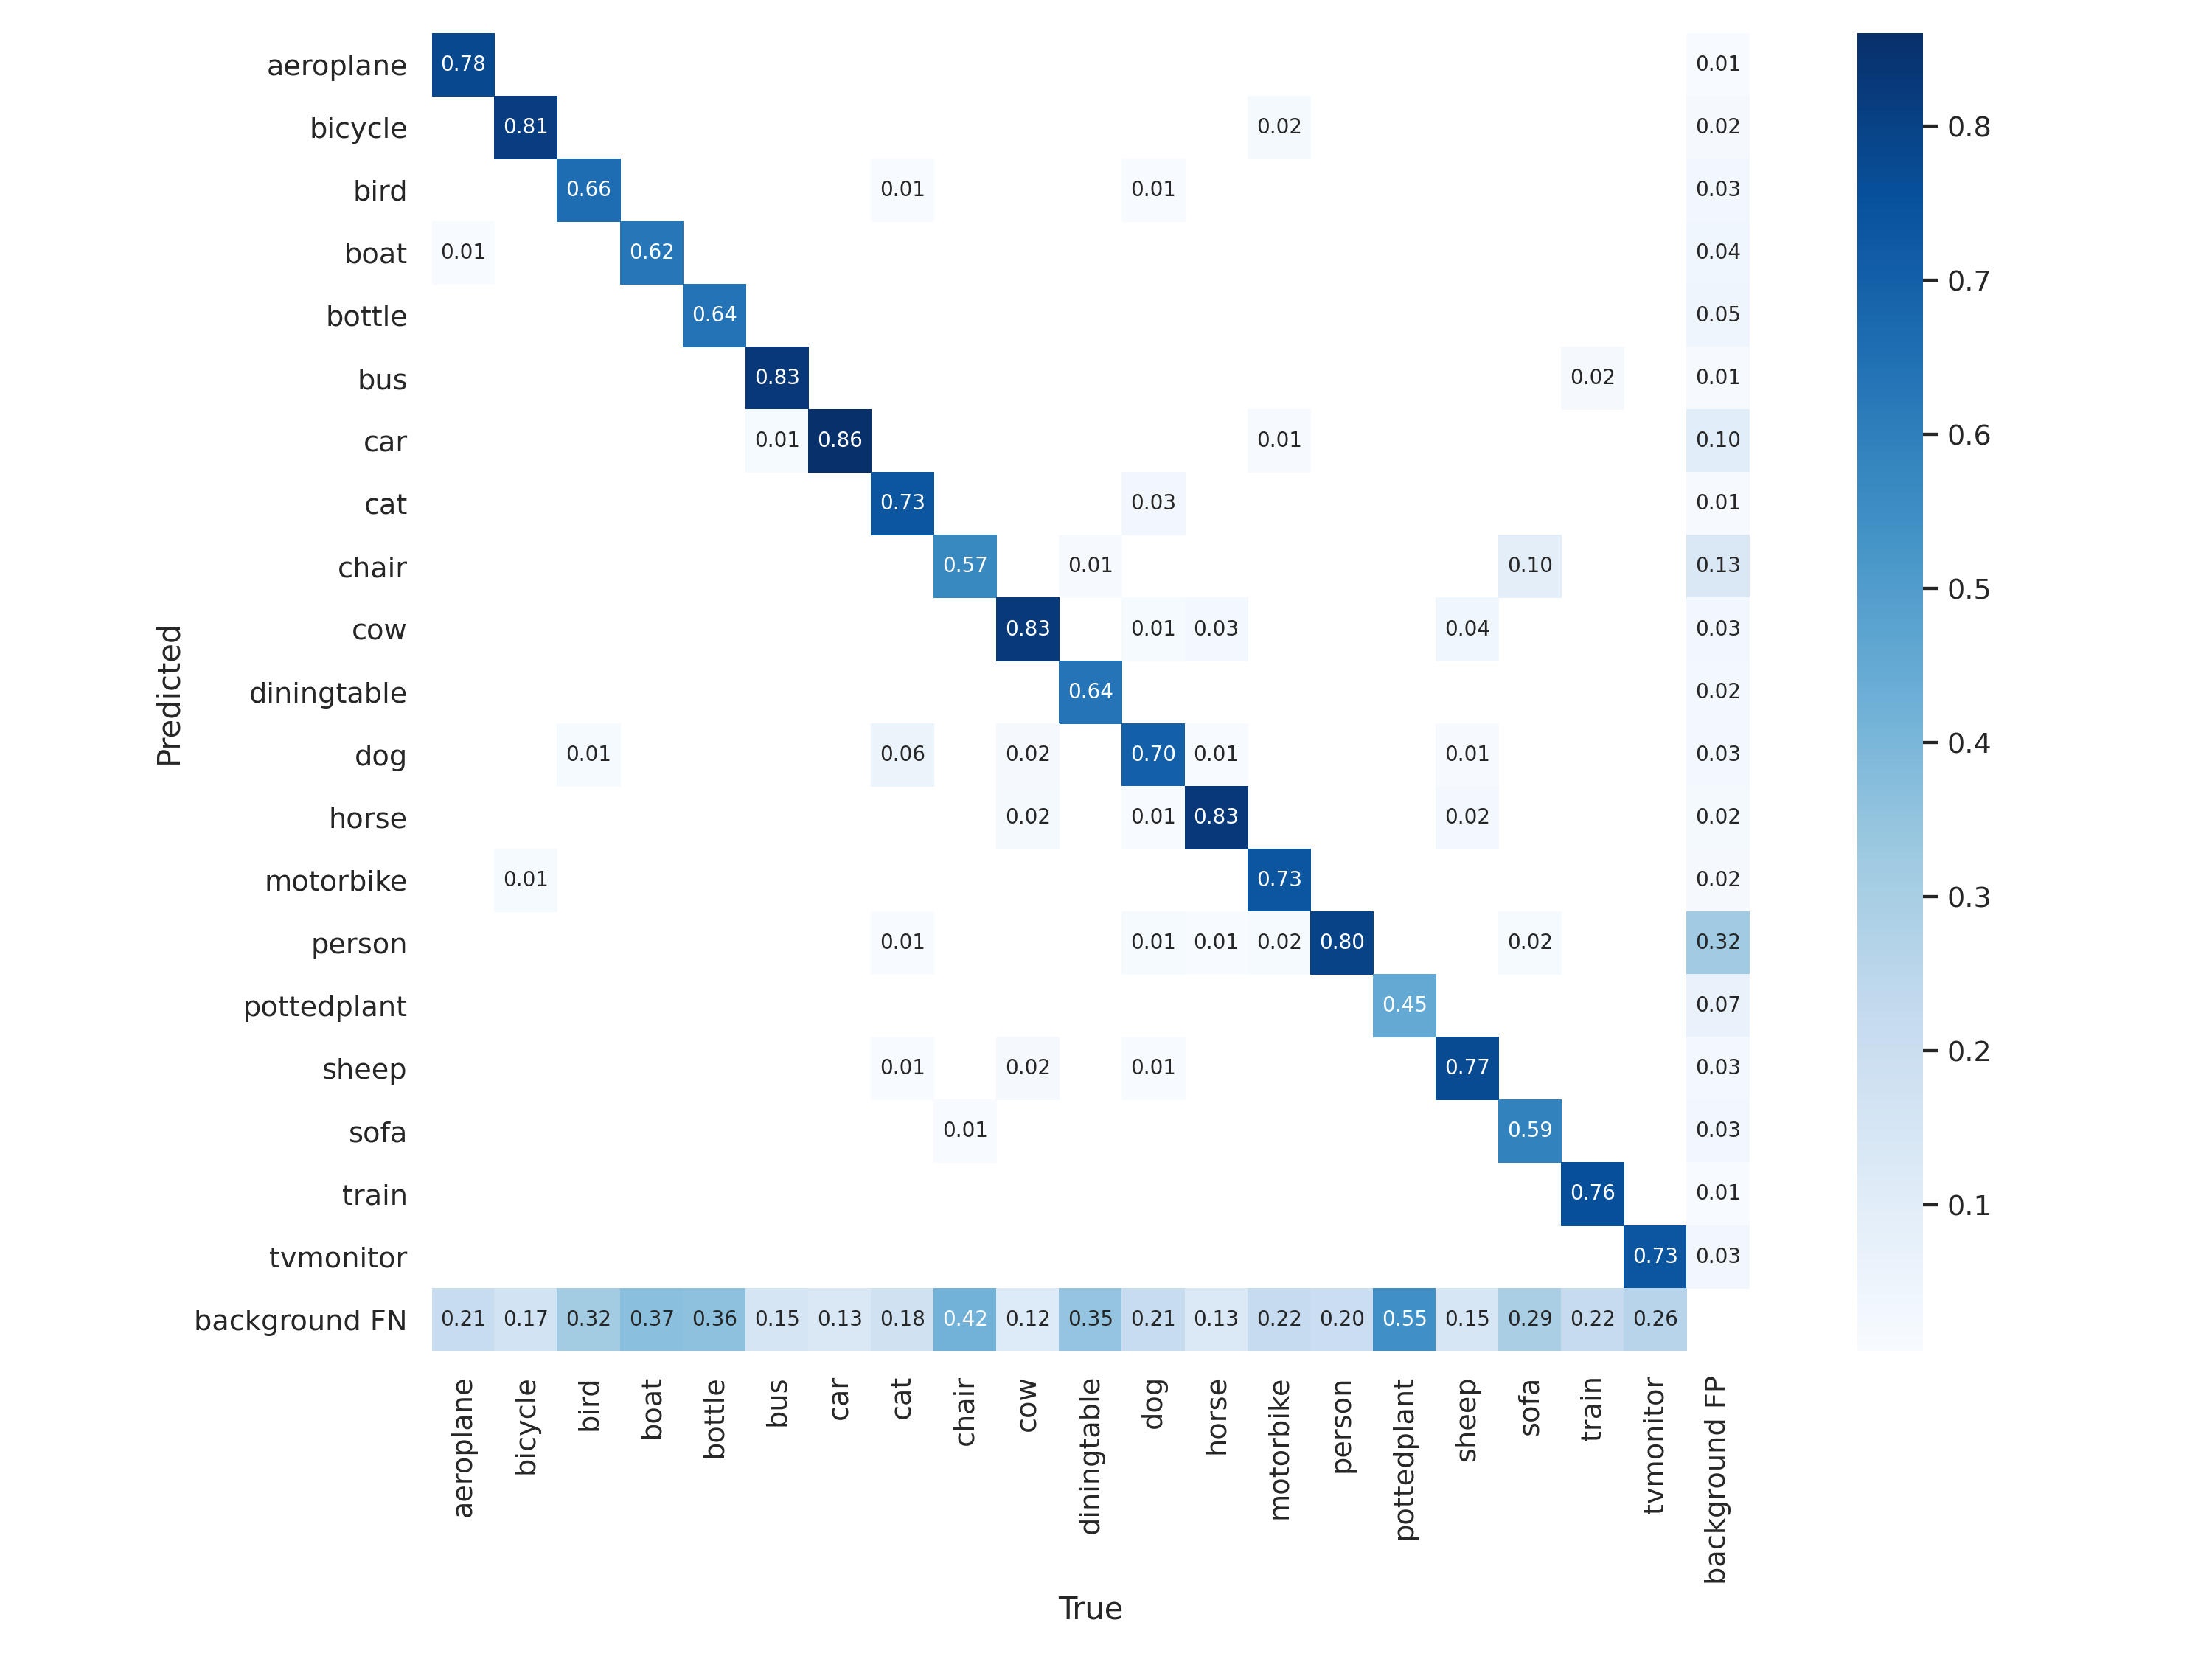 aeroplane 0.78 0.01
bicycle 0.81 0.02 0.02 0.8
bird 0.66 0.01 0.01 0.03
boat 0.01 0.62 0.04 0.7
bottle 0.64 0.05
bus 0.83 0.02 0.01
car 0.01 0.86 0.01 0.10 0.6
cat 0.73 0.03 0.01
chair 0.57 0.01 0.10 0.13 0.5
cow 0.83 0.01 0.03 0.04 0.03
Predicted
diningtable 0.64 0.02
dog 0.01 0.06 0.02 0.70 0.01 0.01 0.03 0.4
horse 0.02 0.01 0.83 0.02 0.02
motorbike 0.01 0.73 0.02 0.3
person 0.01 0.01 0.01 0.02 0.80 0.02 0.32
pottedplant 0.45 0.07
sheep 0.01 0.02 0.01 0.77 0.03 0.2
sofa 0.01 0.59 0.03
train 0.76 0.01 0.1
tvmonitor 0.73 0.03
background FN 0.21 0.17 0.32 0.37 0.36 0.15 0.13 0.18 0.42 0.12 0.35 0.21 0.13 0.22 0.20 0.55 0.15 0.29 0.22 0.26
aeroplane bicycle bird boat bottle bus car cat chair cow diningtable dog horse motorbike person pottedplant sheep sofa train tvmonitor background FP
True